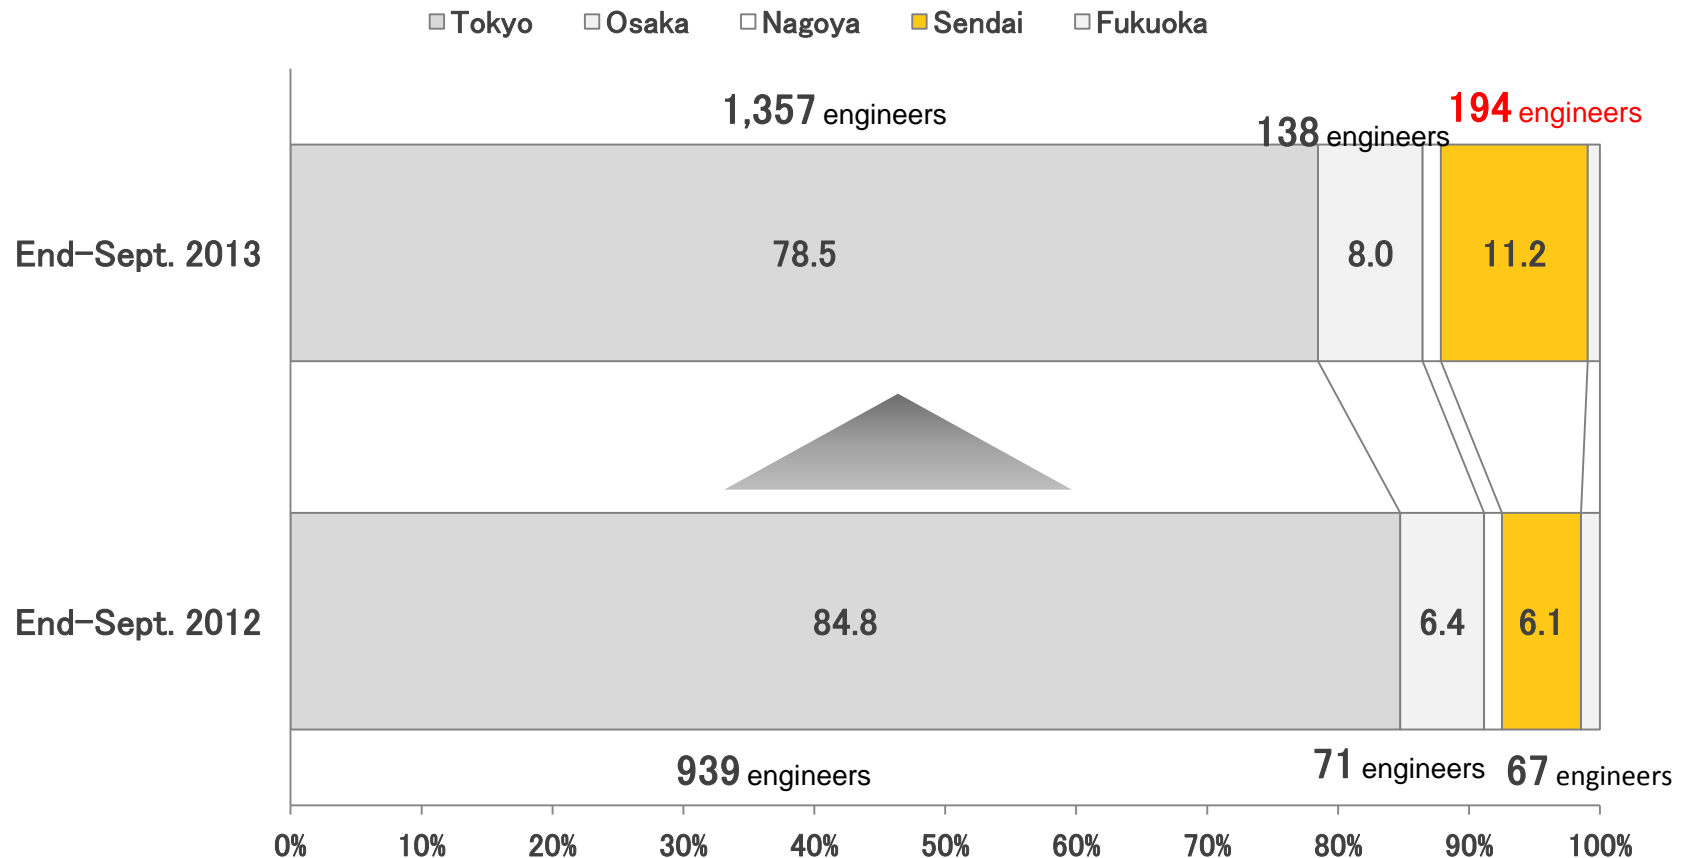 Tokyo Osaka Nagoya Sendai Fukuoka
1,357 engineers
138 engineers
194 engineers
End-Sept. 2013
78.5
8.0
11.2
End-Sept. 2012
84.8
6.4
6.1
939 engineers
71 engineers
67 engineers
0% 10% 20% 30% 40% 50% 60% 70% 80% 90% 100%